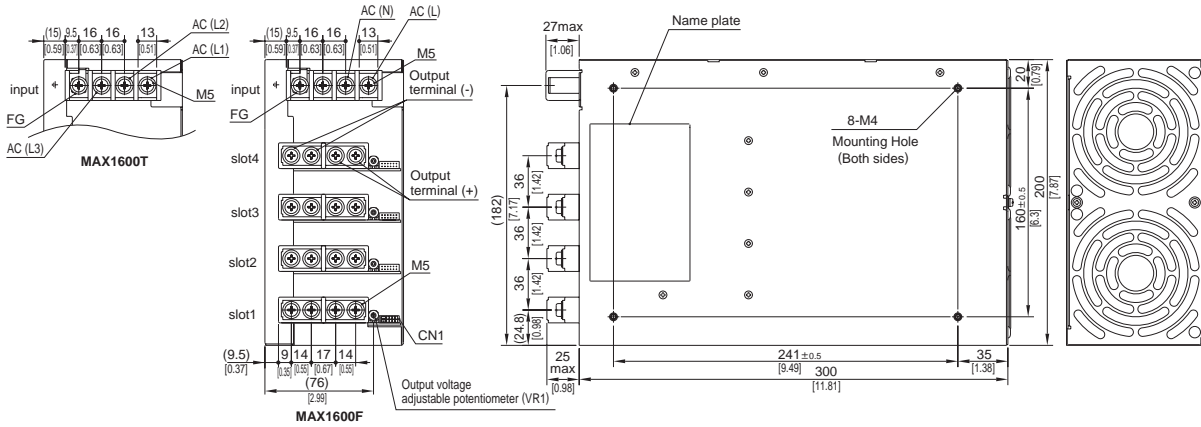 (15) 9.5 16 16 13
[0.59] 0.37 [0.63] [0.63] [0.51]
AC (L2)
AC (L1)
input
M5
FG
AC (L3)
MAX1600T
(15) 9.5 16 16 13
[0.59] 0.37 [0.63] [0.63] [0.51]
AC (N)
AC (L)
M5
input
Output
terminal (-)
FG
slot4
Output
terminal (+)
slot3
slot2
M5
slot1
CN1
(9.5) 9 14 17 14
[0.37] [0.35] [0.55] [0.67] [0.55]
(76)
[2.99]
Output voltage
adjustable potentiometer (VR1)
MAX1600F
27max
[1.06]
Name plate
8-M4
Mounting Hole
(Both sides)
20
[0.79]
(182)
[7.17]
36
[1.42]
36
[1.42]
36
[1.42]
(24.8)
[0.98]
160±0.5
[6.3]
200
[7.87]
25
max
[0.98]
241 ±0.5
[9.49]
35
[1.38]
300
[11.81]